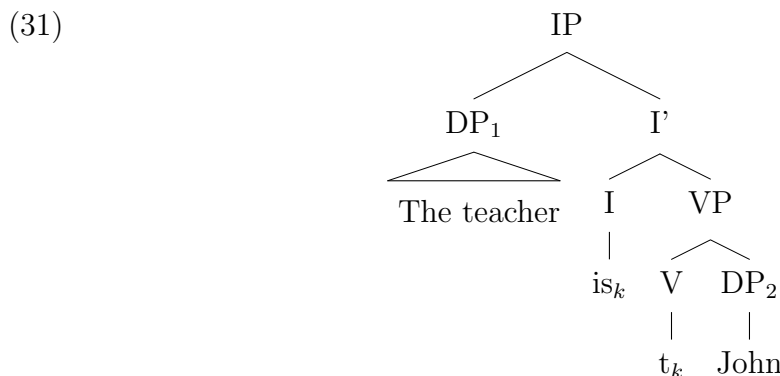 (31) IP
DP₁ I'
The teacher I VP
isₖ V DP₂
tₖ John